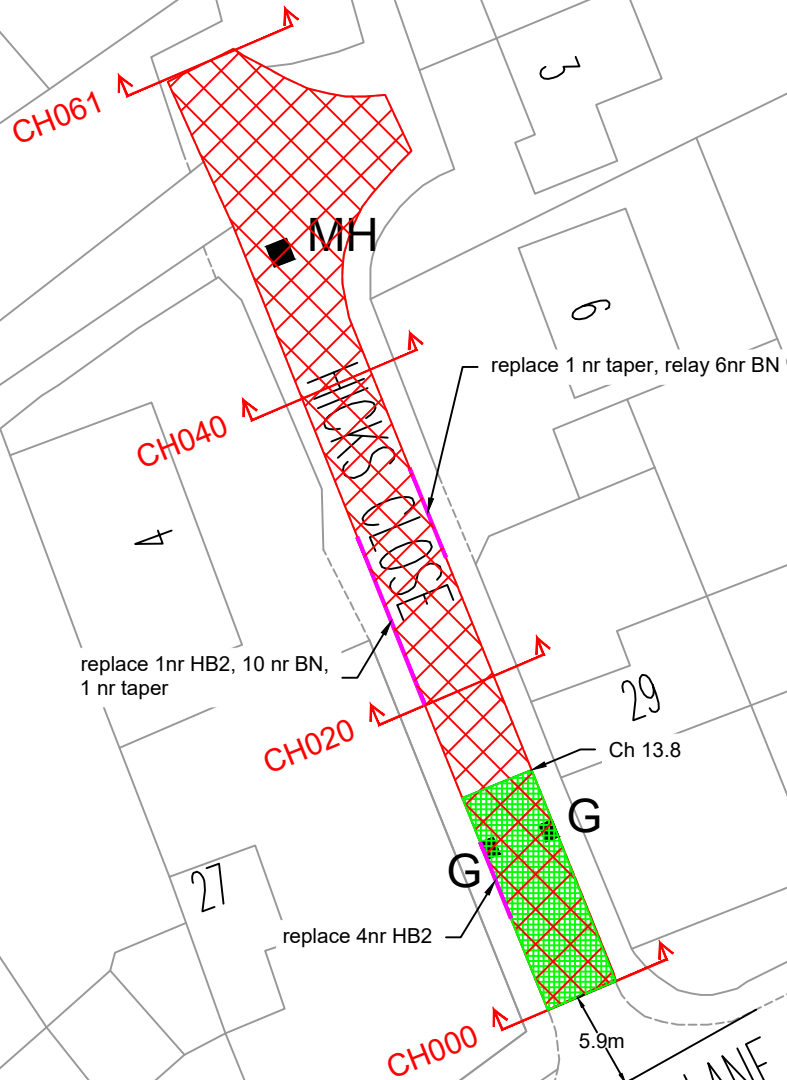 3
CH061
MH
6
replace 1 nr taper, relay 6nr BN
CH040
HICKS CLOSE
4
replace 1nr HB2, 10 nr BN,
1 nr taper
29
CH020
Ch 13.8
G
G
27
replace 4nr HB2
CH000
5.9m
LANE